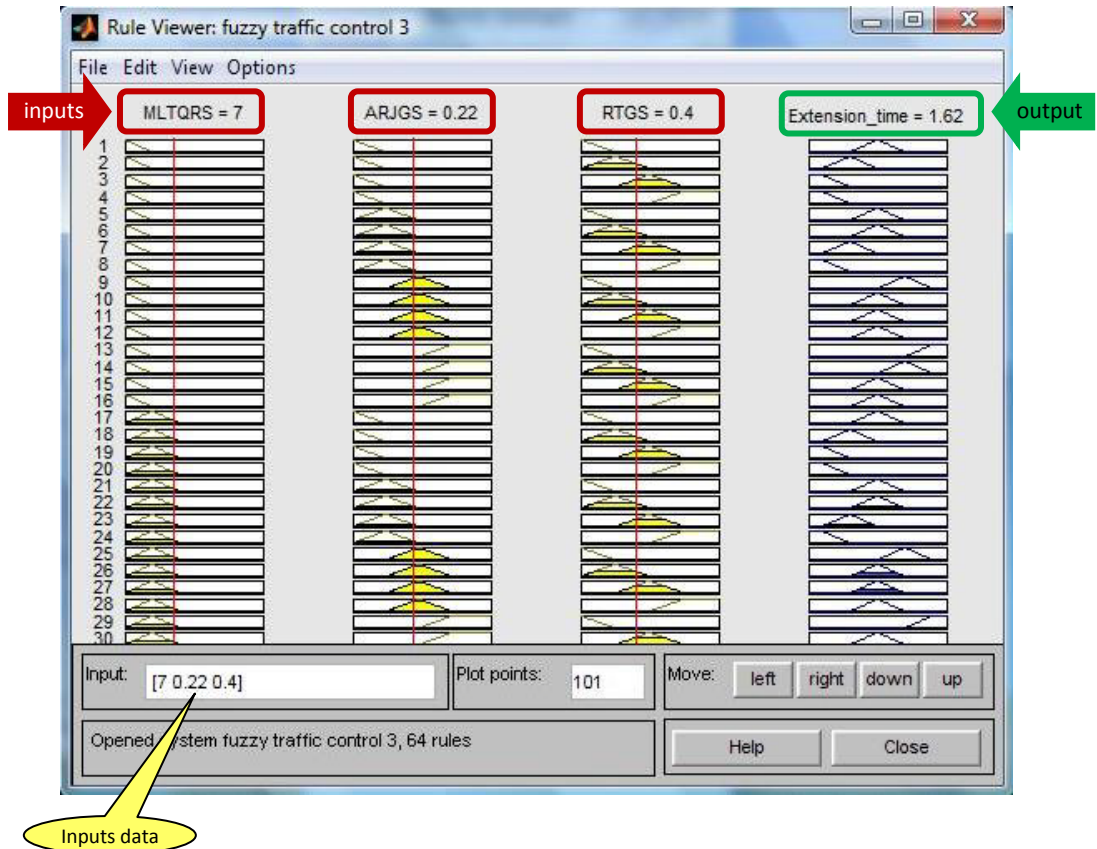 Rule Viewer: fuzzy traffic control 3
File Edit View Options
inputs
MLTQRS = 7
ARJGS = 0.22
RTGS = 0.4
Extension_time = 1.62
output
1
2
3
4
5
6
7
8
9
10
11
12
13
14
15
16
17
18
19
20
21
22
23
24
25
26
27
28
29
30
Input:
[7 0.22 0.4]
Plot points:
101
Move:
left
right
down
up
Opened system fuzzy traffic control 3, 64 rules
Help
Close
Inputs data